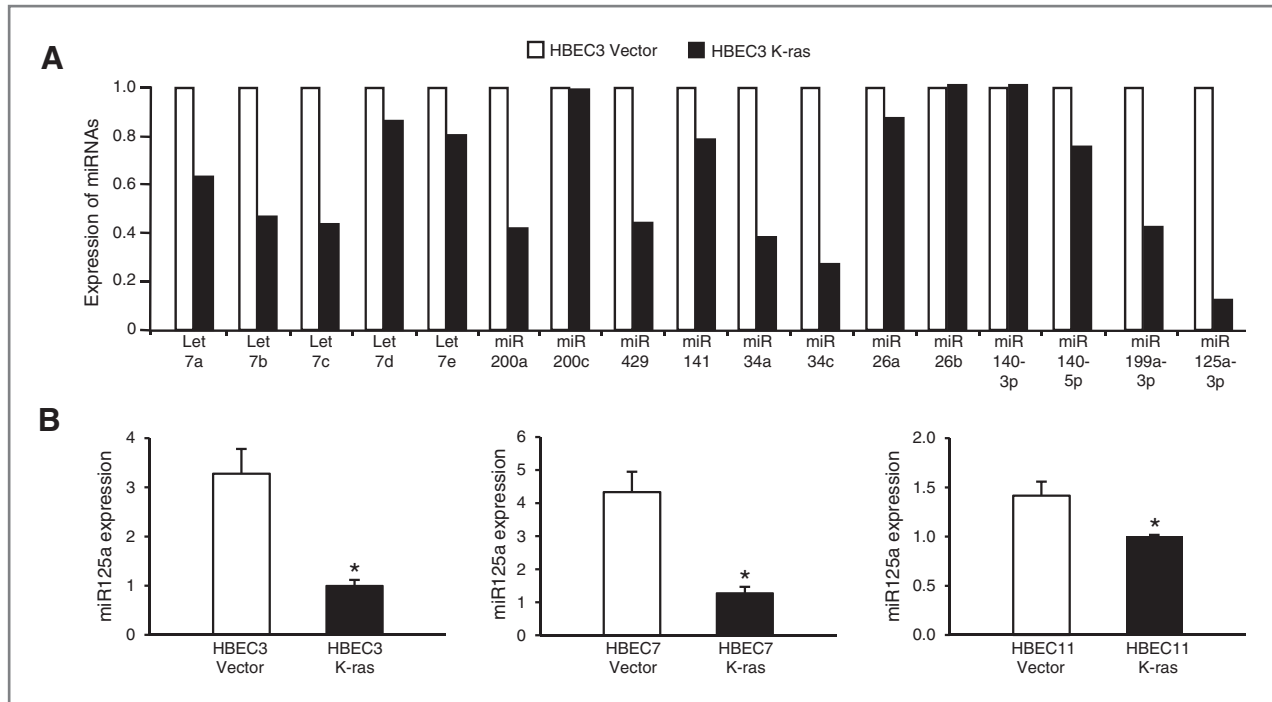 A
HBEC3 Vector HBEC3 K-ras
Expression of miRNAs
1.0
0.8
0.6
0.4
0.2
0
Let Let Let Let Let miR miR miR miR miR miR miR miR miR miR miR miR
7a 7b 7c 7d 7e 200a 200c 429 141 34a 34c 26a 26b 140- 140- 199a- 125a-
3p 5p 3p 3p
B
miR125a expression
4
3
2
1
0
*
HBEC3 HBEC3
Vector K-ras
miR125a expression
6
5
4
3
2
1
0
*
HBEC7 HBEC7
Vector K-ras
miR125a expression
2.0
1.5
1.0
0.5
0.0
*
HBEC11 HBEC11
Vector K-ras